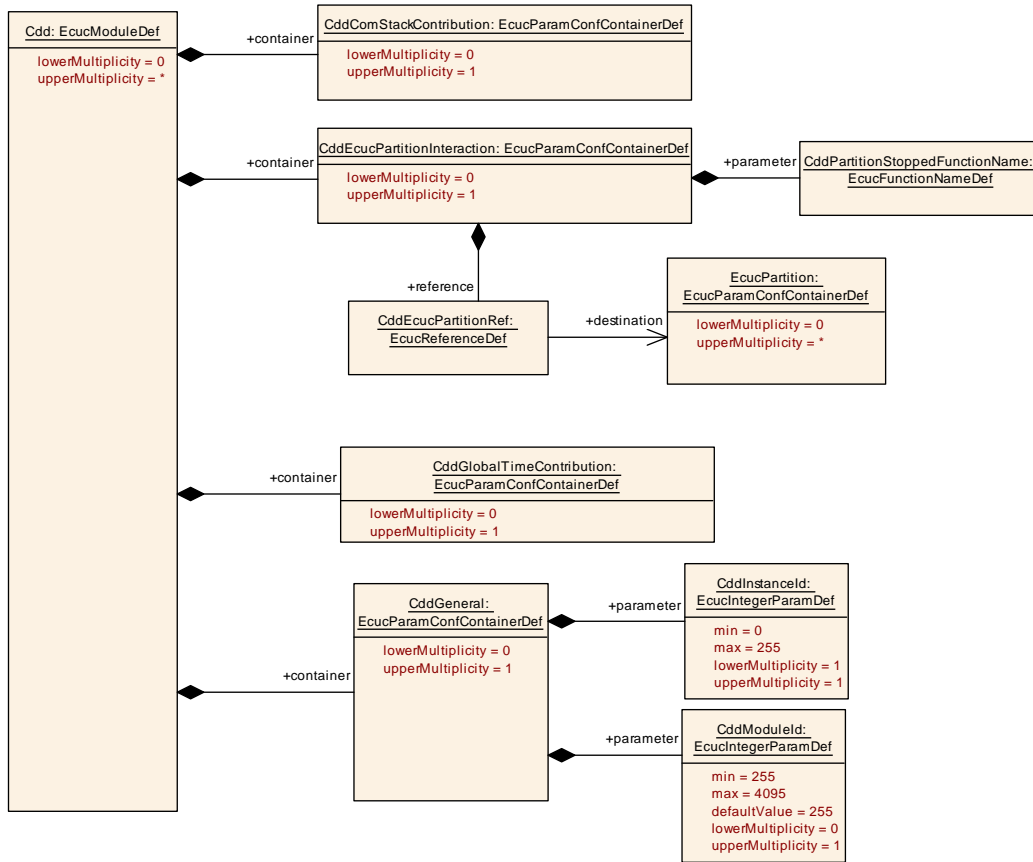 Cdd: EcucModuleDef
lowerMultiplicity = 0
upperMultiplicity = *
+container
CddComStackContribution: EcucParamConfContainerDef
lowerMultiplicity = 0
upperMultiplicity = 1
+container
CddEcucPartitionInteraction: EcucParamConfContainerDef
lowerMultiplicity = 0
upperMultiplicity = 1
+parameter
CddPartitionStoppedFunctionName:
EcucFunctionNameDef
+reference
CddEcucPartitionRef:
EcucReferenceDef
+destination
EcucPartition:
EcucParamConfContainerDef
lowerMultiplicity = 0
upperMultiplicity = *
+container
CddGlobalTimeContribution:
EcucParamConfContainerDef
lowerMultiplicity = 0
upperMultiplicity = 1
+container
CddGeneral:
EcucParamConfContainerDef
lowerMultiplicity = 0
upperMultiplicity = 1
+parameter
CddInstanceId:
EcucIntegerParamDef
min = 0
max = 255
lowerMultiplicity = 1
upperMultiplicity = 1
+parameter
CddModuleId:
EcucIntegerParamDef
min = 255
max = 4095
defaultValue = 255
lowerMultiplicity = 0
upperMultiplicity = 1